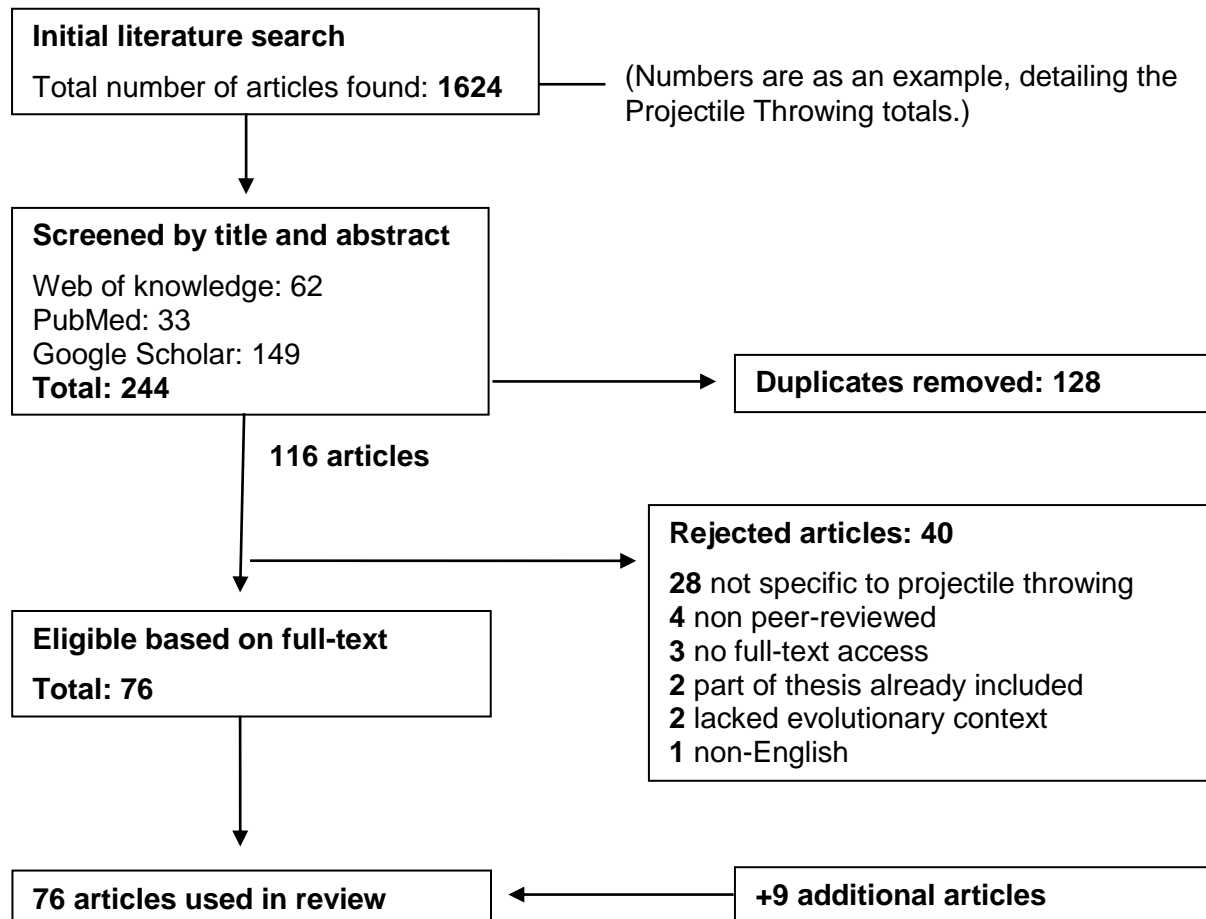 Initial literature search
Total number of articles found: 1624
(Numbers are as an example, detailing the
Projectile Throwing totals.)
Screened by title and abstract
Web of knowledge: 62
PubMed: 33
Google Scholar: 149
Total: 244
Duplicates removed: 128
116 articles
Rejected articles: 40
28 not specific to projectile throwing
4 non peer-reviewed
3 no full-text access
2 part of thesis already included
2 lacked evolutionary context
1 non-English
Eligible based on full-text
Total: 76
76 articles used in review
+9 additional articles